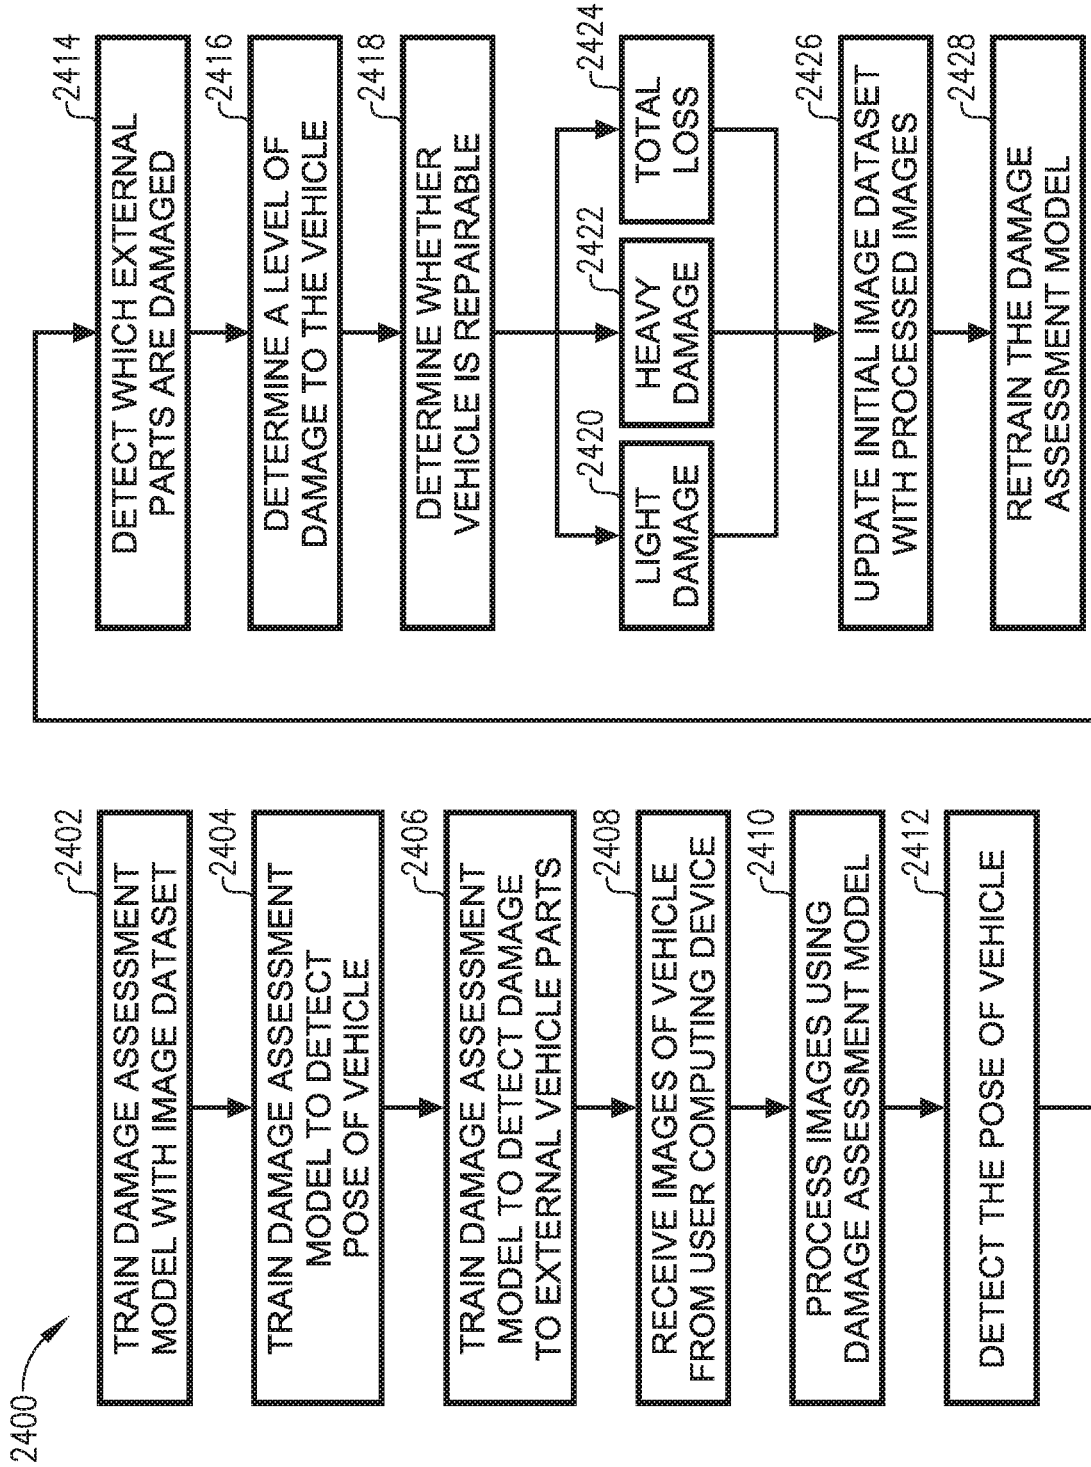 2400
2402
TRAIN DAMAGE ASSESSMENT
MODEL WITH IMAGE DATASET
2404
TRAIN DAMAGE ASSESSMENT
MODEL TO DETECT
POSE OF VEHICLE
2406
TRAIN DAMAGE ASSESSMENT
MODEL TO DETECT DAMAGE
TO EXTERNAL VEHICLE PARTS
2408
RECEIVE IMAGES OF VEHICLE
FROM USER COMPUTING DEVICE
2410
PROCESS IMAGES USING
DAMAGE ASSESSMENT MODEL
2412
DETECT THE POSE OF VEHICLE
2414
DETECT WHICH EXTERNAL
PARTS ARE DAMAGED
2416
DETERMINE A LEVEL OF
DAMAGE TO THE VEHICLE
2418
DETERMINE WHETHER
VEHICLE IS REPAIRABLE
2420
LIGHT
DAMAGE
2422
HEAVY
DAMAGE
2424
TOTAL
LOSS
2426
UPDATE INITIAL IMAGE DATASET
WITH PROCESSED IMAGES
2428
RETRAIN THE DAMAGE
ASSESSMENT MODEL